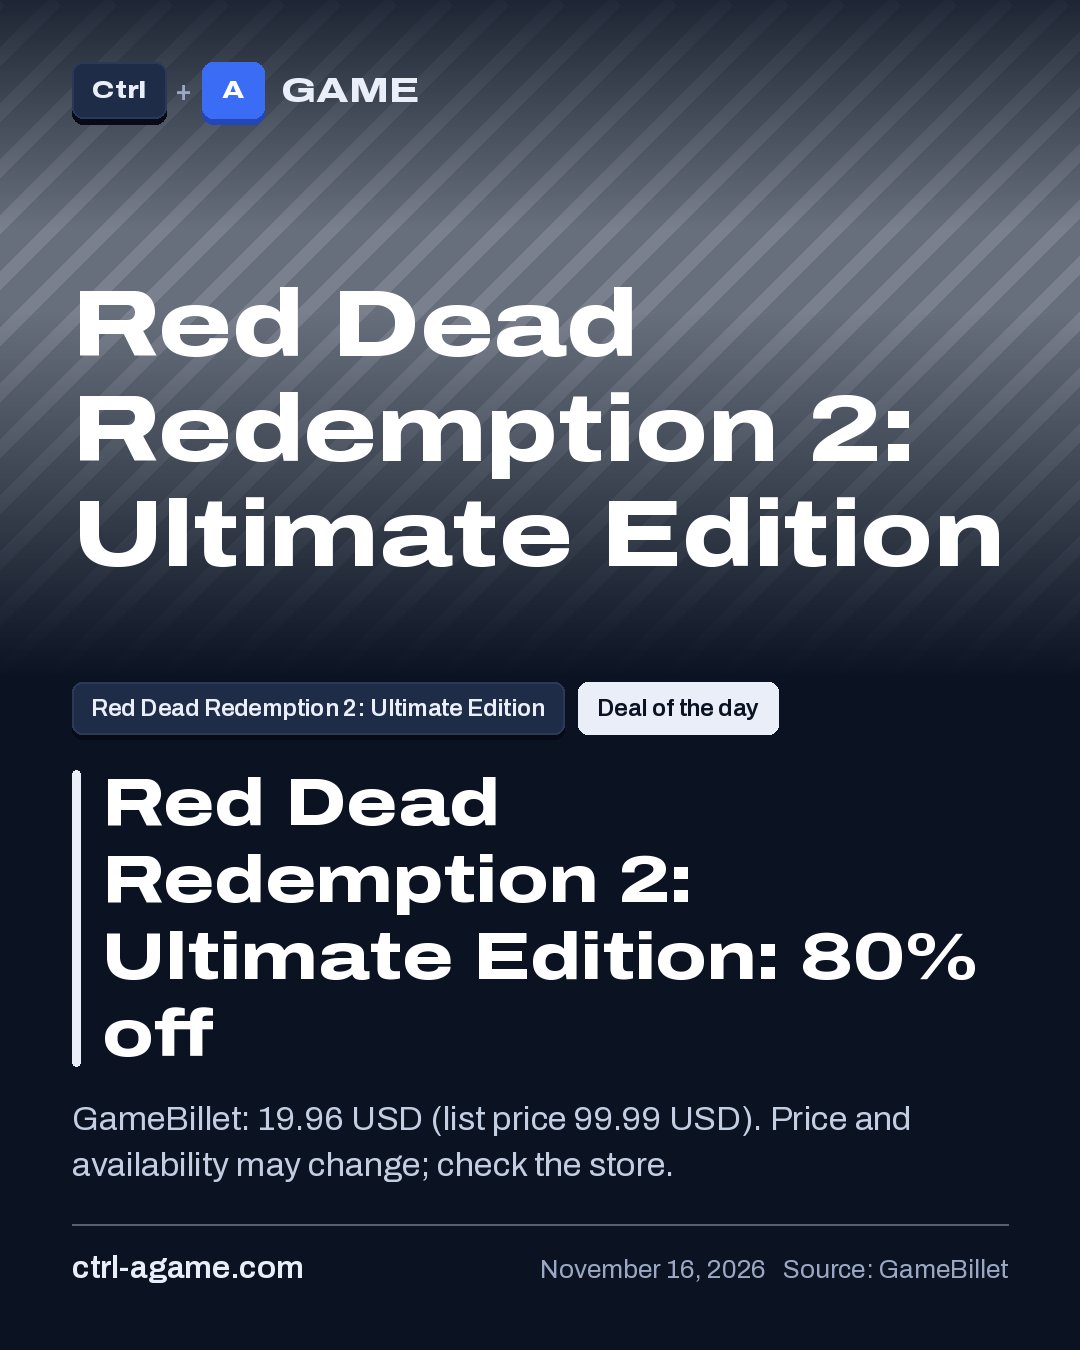 Ctrl + A GAME
Red Dead
Redemption 2:
Ultimate Edition
Red Dead Redemption 2: Ultimate Edition Deal of the day
Red Dead
Redemption 2:
Ultimate Edition: 80%
off
GameBillet: 19.96 USD (list price 99.99 USD). Price and
availability may change; check the store.
ctrl-agame.com November 16, 2026 Source: GameBillet